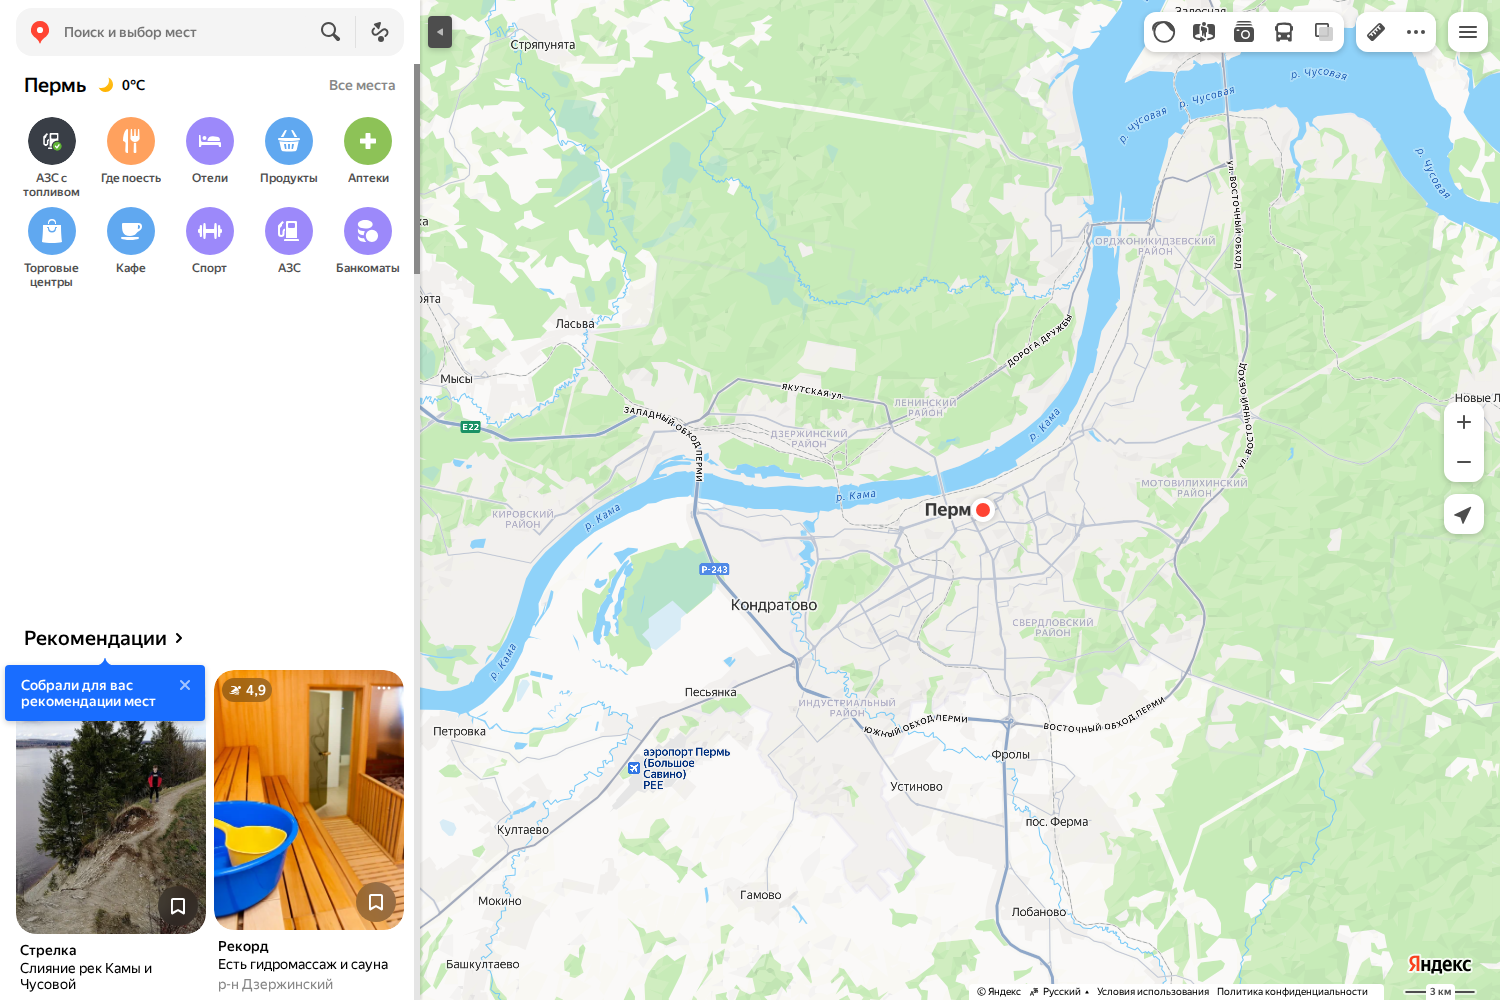 Поиск и выбор мест
Пермь 0°C Все места
АЗС с топливом
Где поесть
Отели
Продукты
Аптеки
Торговые центры
Кафе
Спорт
АЗС
Банкоматы
Рекомендации
Собрали для вас
рекомендации мест
4,9
Стрелка
Слияние рек Камы и
Чусовой
Рекорд
Есть гидромассаж и сауна
р-н Дзержинский
Стряпунята
р. Чусовая
р. Чусовая
р. Чусовая
р. Чусовая
ул. ВОСТОЧНЫЙ ОБХОД
ОРДЖОНИКИДЗЕВСКИЙ
РАЙОН
Ласьва
ДОРОГА ДРУЖБЫ
Мысы
ЯКУТСКАЯ ул.
ЛЕНИНСКИЙ
РАЙОН
Новые Л
E22
ЗАПАДНЫЙ ОБХОД ПЕРМИ
ДЗЕРЖИНСКИЙ
РАЙОН
р. Кама
ул. ВОСТОЧНЫЙ ОБХОД
МОТОВИЛИХИНСКИЙ
РАЙОН
р. Кама
КИРОВСКИЙ
РАЙОН
р. Кама
Перм
Р-243
Кондратово
СВЕРДЛОВСКИЙ
РАЙОН
р. Кама
Песьянка
ИНДУСТРИАЛЬНЫЙ
РАЙОН
Петровка
ЮЖНЫЙ ОБХОД ПЕРМИ
ВОСТОЧНЫЙ ОБХОД ПЕРМИ
аэропорт Пермь
(Большое
Савино)
PEE
Фролы
Устиново
Култаево
пос. Ферма
Гамово
Мокино
Лобаново
Башкултаево
Яндекс
© Яндекс Русский Условия использования Политика конфиденциальности 3 км